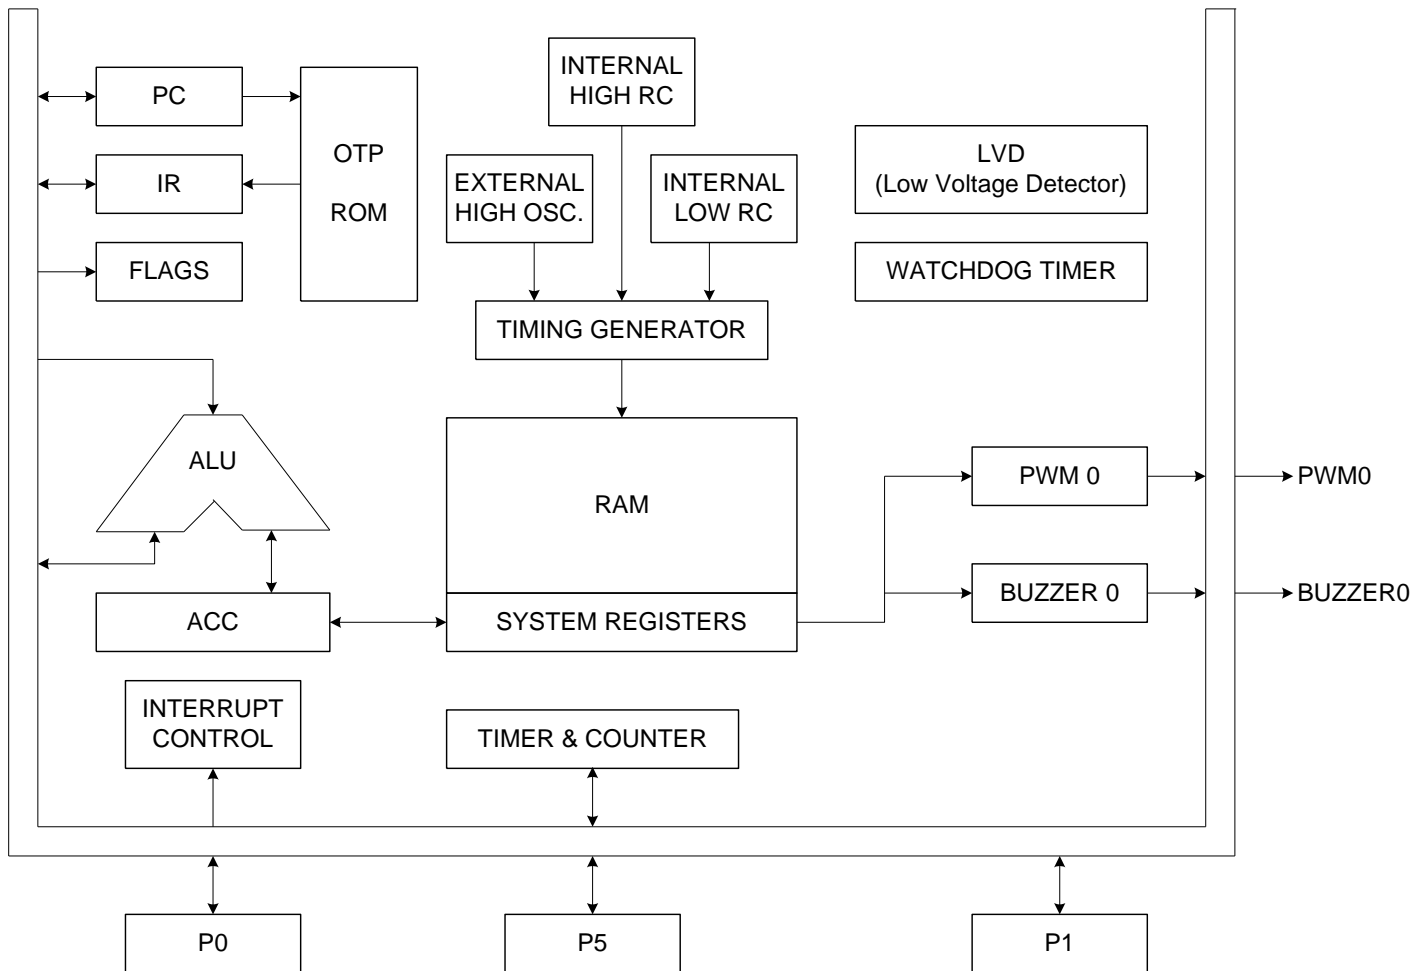 INTERNAL
HIGH RC
PC
OTP
ROM
LVD
(Low Voltage Detector)
IR
EXTERNAL
HIGH OSC.
INTERNAL
LOW RC
FLAGS
WATCHDOG TIMER
TIMING GENERATOR
ALU
RAM
PWM 0
PWM0
BUZZER 0
BUZZER0
ACC
SYSTEM REGISTERS
INTERRUPT
CONTROL
TIMER & COUNTER
P0
P5
P1